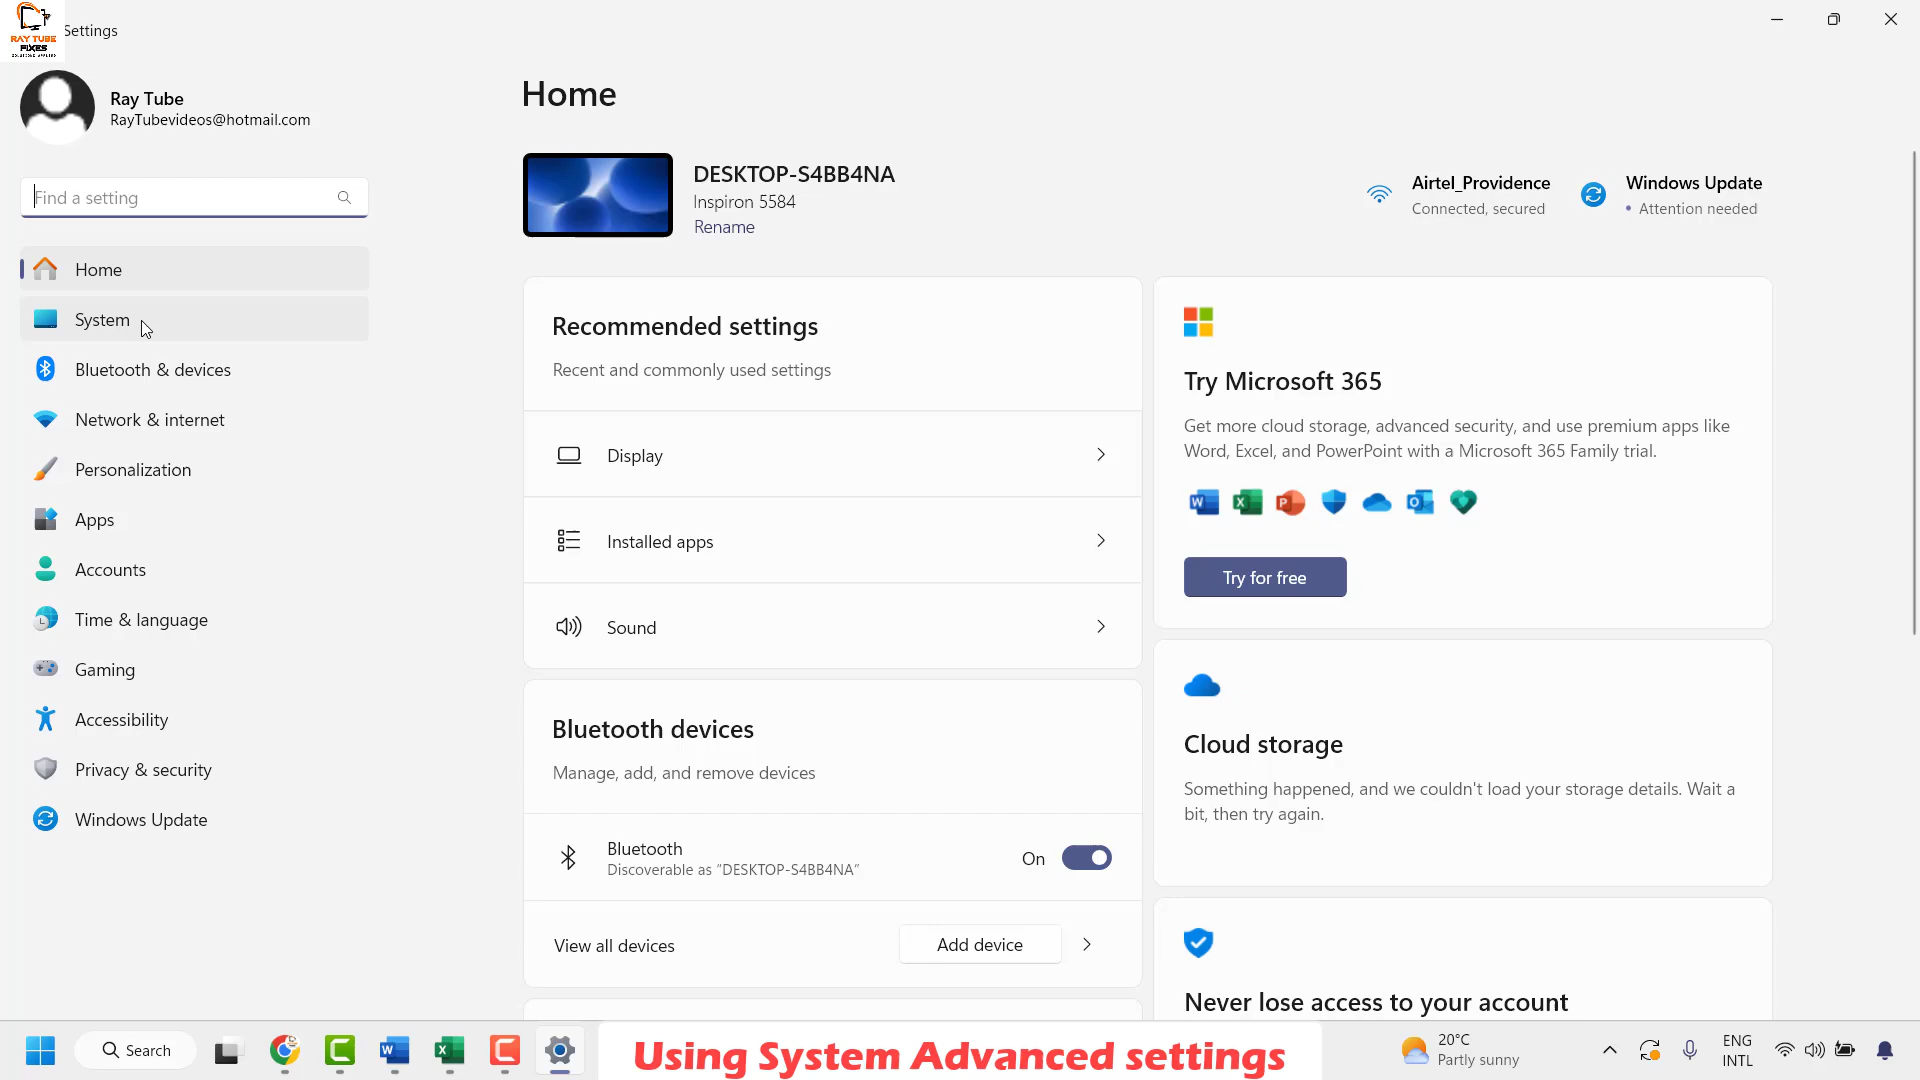 RAY TUBE
FIXES
Settings
Ray Tube
RayTubevideos@hotmail.com
Find a setting
Home
System
Bluetooth & devices
Network & internet
Personalization
Apps
Accounts
Time & language
Gaming
Accessibility
Privacy & security
Windows Update
Home
DESKTOP-S4BB4NA
Inspiron 5584
Rename
Airtel_Providence
Connected, secured
Windows Update
• Attention needed
Recommended settings
Recent and commonly used settings
Display
Installed apps
Sound
Bluetooth devices
Manage, add, and remove devices
Bluetooth
Discoverable as “DESKTOP-S4BB4NA”
On
View all devices
Add device
Try Microsoft 365
Get more cloud storage, advanced security, and use premium apps like
Word, Excel, and PowerPoint with a Microsoft 365 Family trial.
Try for free
Cloud storage
Something happened, and we couldn't load your storage details. Wait a
bit, then try again.
Never lose access to your account
Search
Using System Advanced settings
20°C
Partly sunny
ENG
INTL